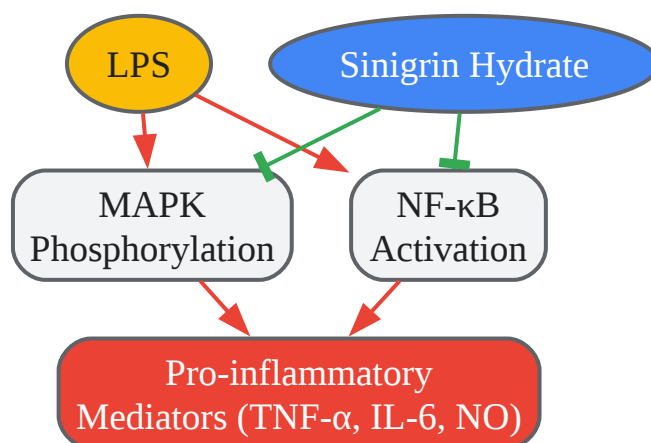 LPS
Sinigrin Hydrate
MAPK
Phosphorylation
NF-κB
Activation
Pro-inflammatory
Mediators (TNF-α, IL-6, NO)